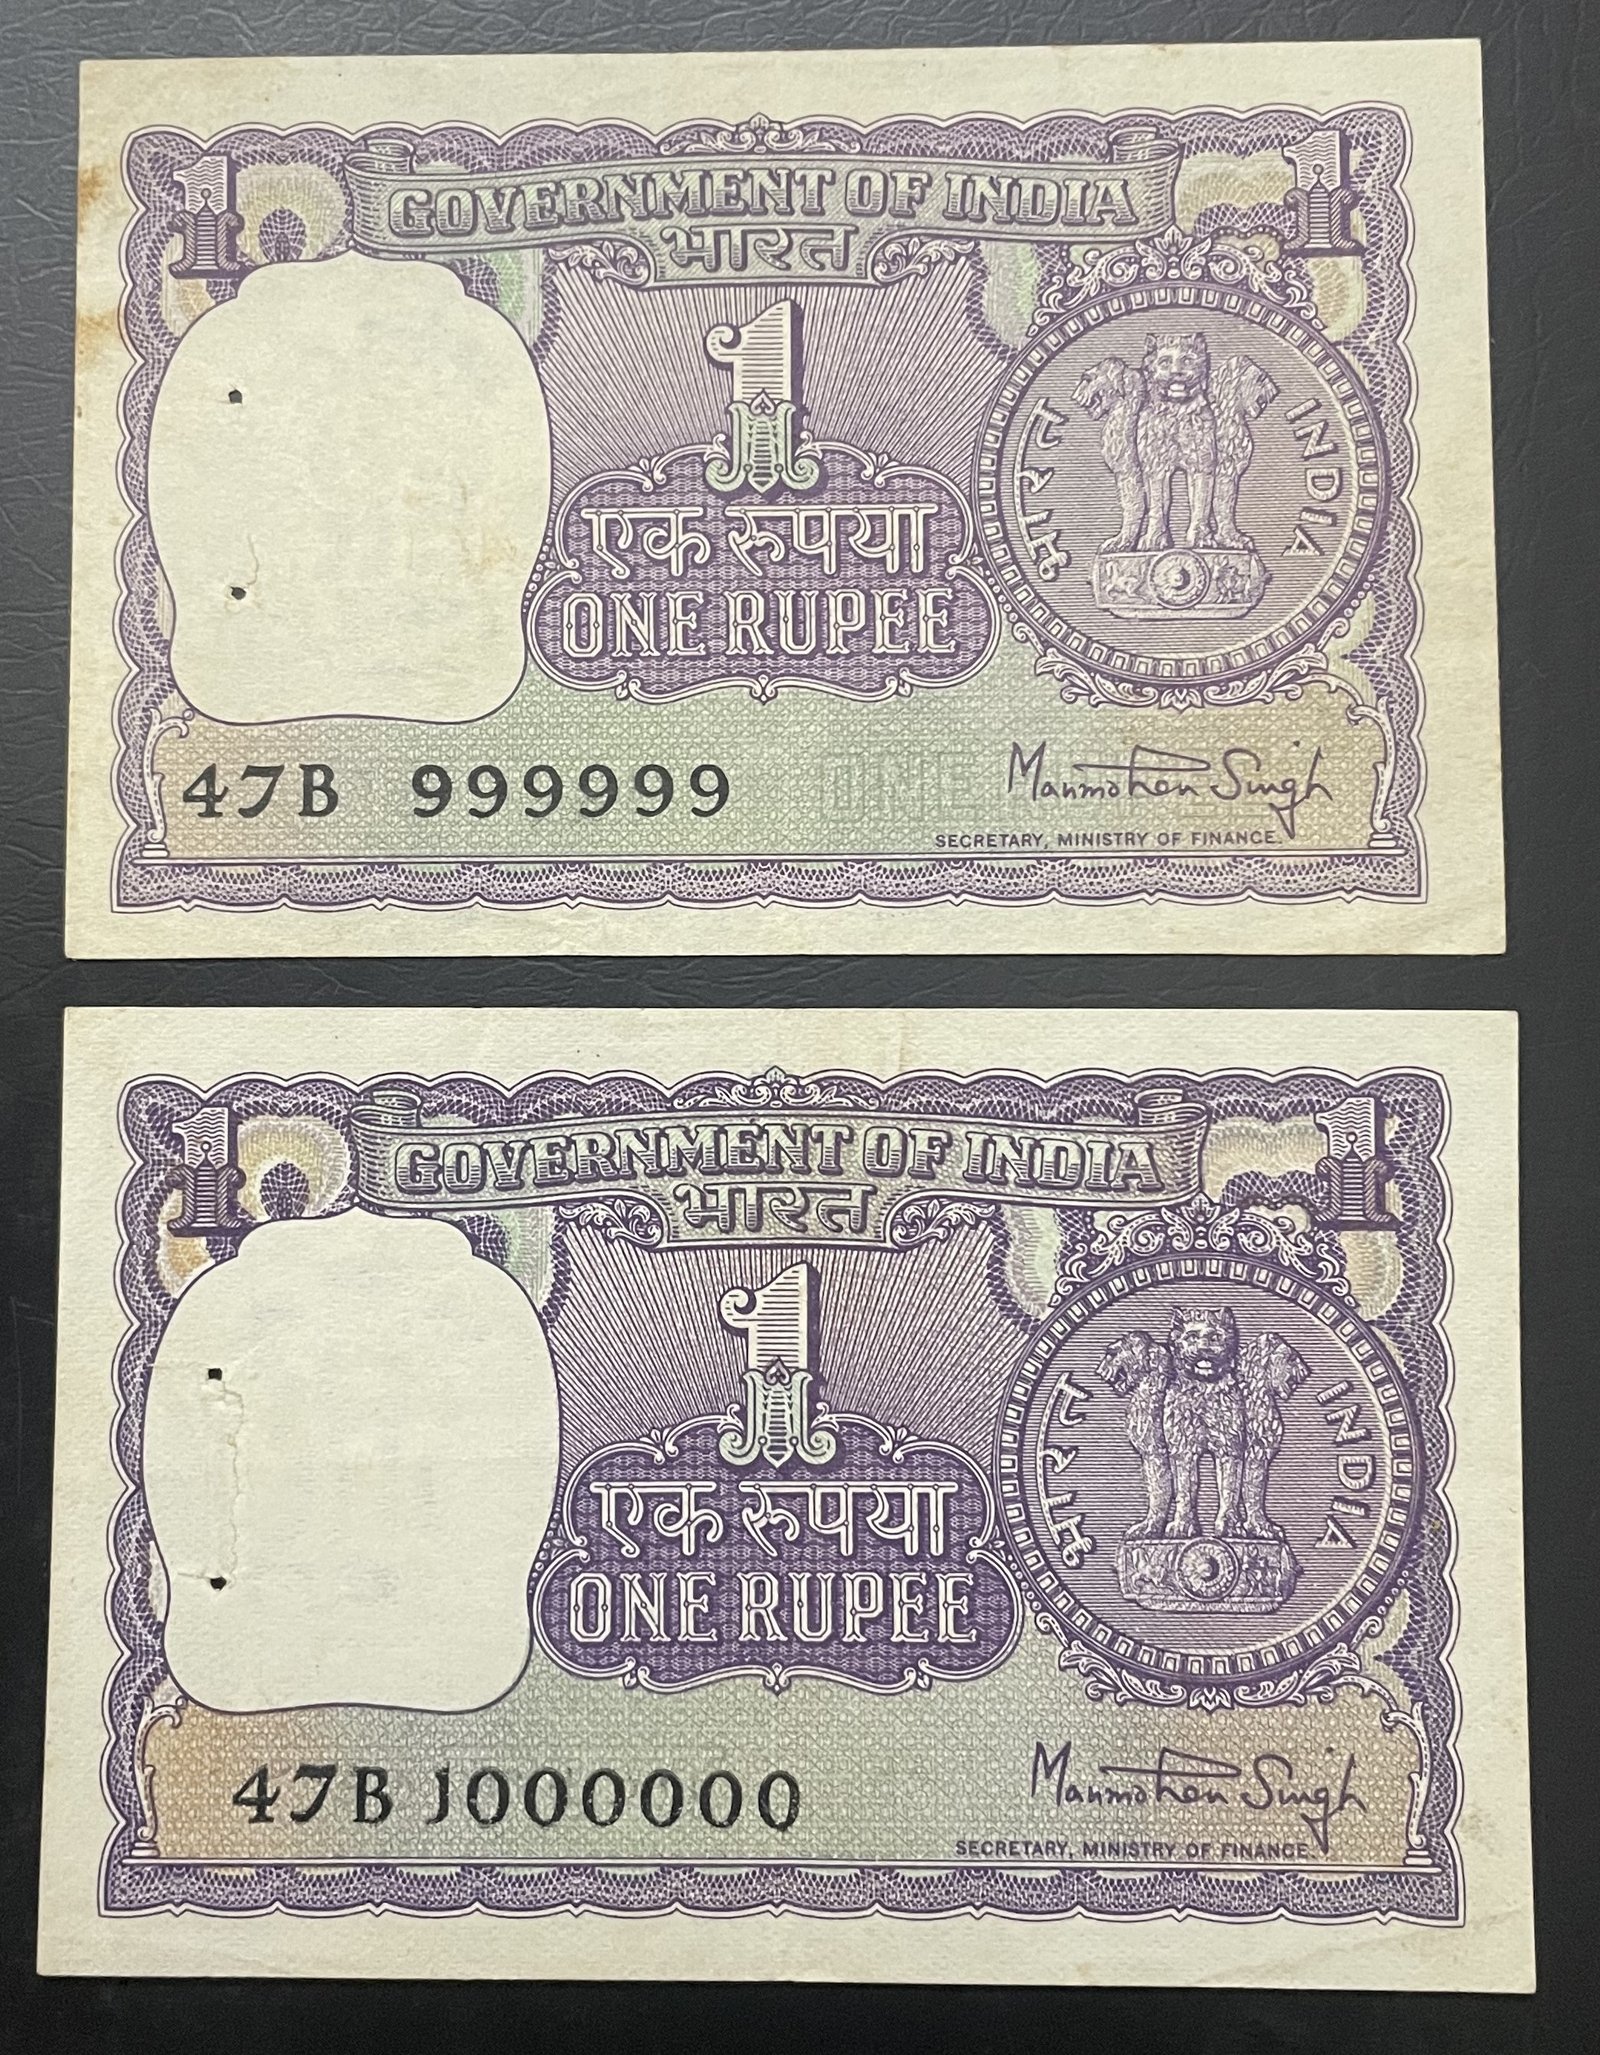 1 GOVERNMENT OF INDIA 1
भारत
1
एक रुपया
ONE RUPEE
भारत INDIA
47B 999999
Manmohan Singh
SECRETARY, MINISTRY OF FINANCE.
1 GOVERNMENT OF INDIA 1
भारत
1
एक रुपया
ONE RUPEE
भारत INDIA
47B 1000000
Manmohan Singh
SECRETARY, MINISTRY OF FINANCE.